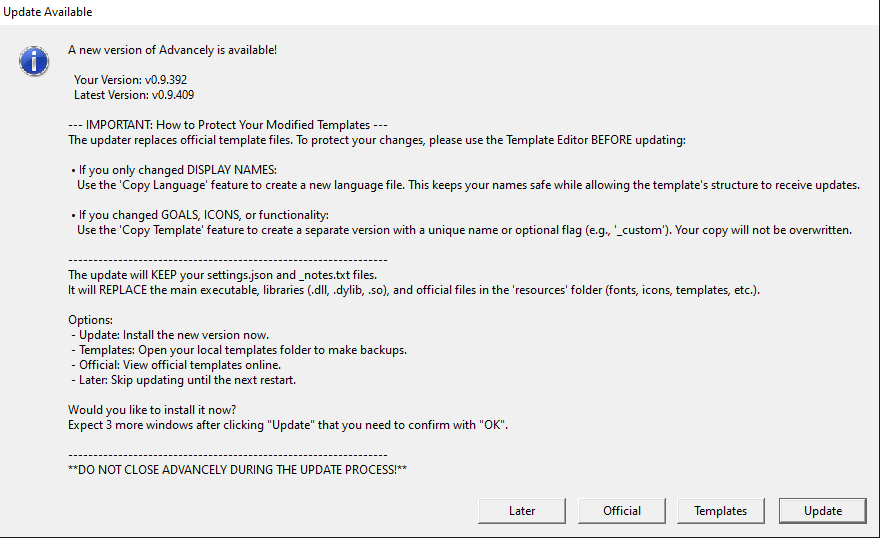 Update Available
A new version of Advancely is available!
Your Version: v0.9.392
Latest Version: v0.9.409
--- IMPORTANT: How to Protect Your Modified Templates ---
The updater replaces official template files. To protect your changes, please use the Template Editor BEFORE updating:
• If you only changed DISPLAY NAMES:
Use the 'Copy Language' feature to create a new language file. This keeps your names safe while allowing the template's structure to receive updates.
• If you changed GOALS, ICONS, or functionality:
Use the 'Copy Template' feature to create a separate version with a unique name or optional flag (e.g., '_custom'). Your copy will not be overwritten.
----------------------------------------------------------------
The update will KEEP your settings.json and _notes.txt files.
It will REPLACE the main executable, libraries (.dll, .dylib, .so), and official files in the 'resources' folder (fonts, icons, templates, etc.).
Options:
- Update: Install the new version now.
- Templates: Open your local templates folder to make backups.
- Official: View official templates online.
- Later: Skip updating until the next restart.
Would you like to install it now?
Expect 3 more windows after clicking "Update" that you need to confirm with "OK".
----------------------------------------------------------------
**DO NOT CLOSE ADVANCELY DURING THE UPDATE PROCESS!**
Later
Official
Templates
Update